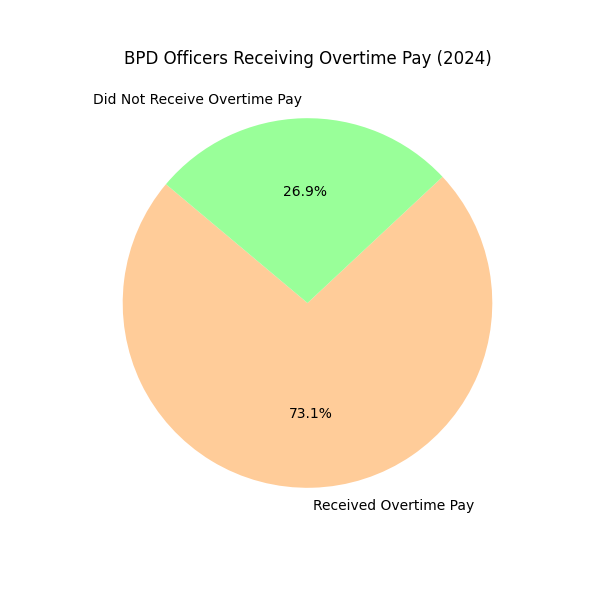 BPD Officers Receiving Overtime Pay (2024)
Did Not Receive Overtime Pay
26.9%
73.1%
Received Overtime Pay